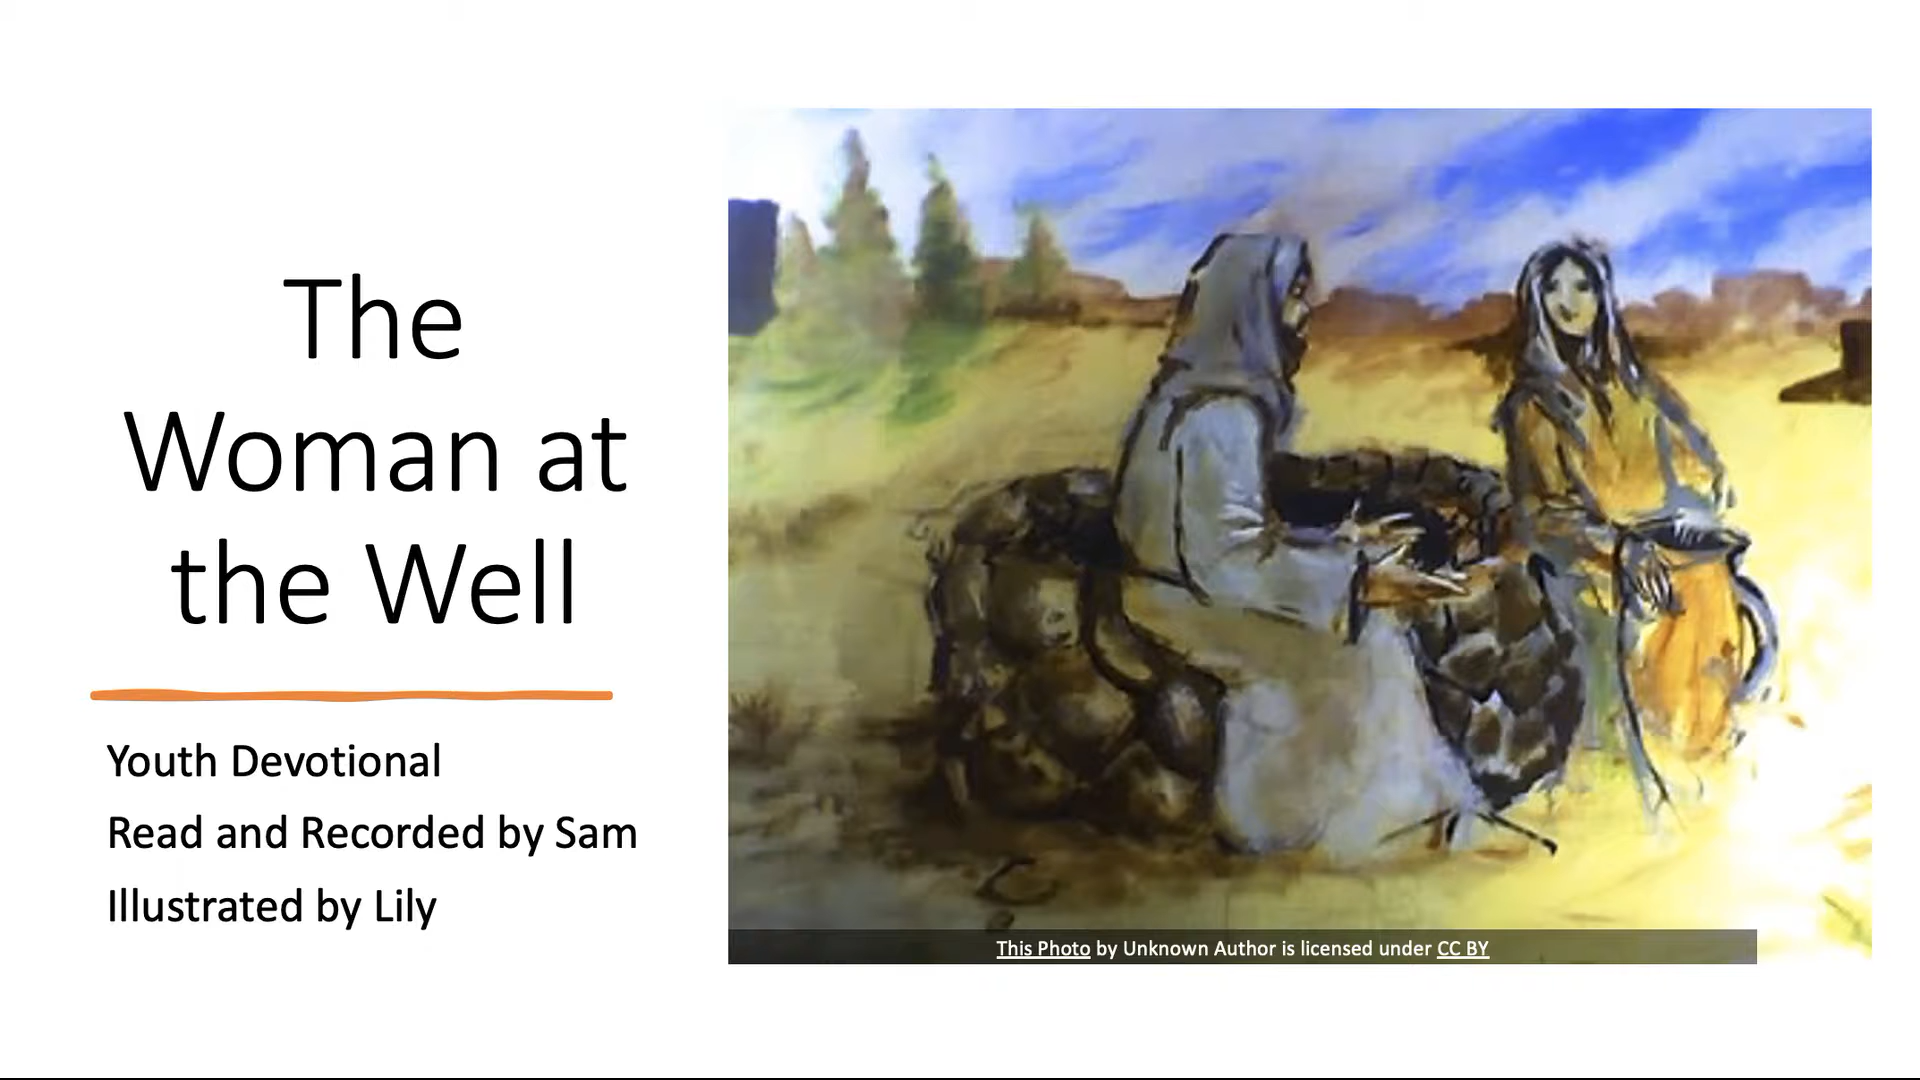 The
Woman at
the Well
Youth Devotional
Read and Recorded by Sam
Illustrated by Lily
This Photo by Unknown Author is licensed under CC BY